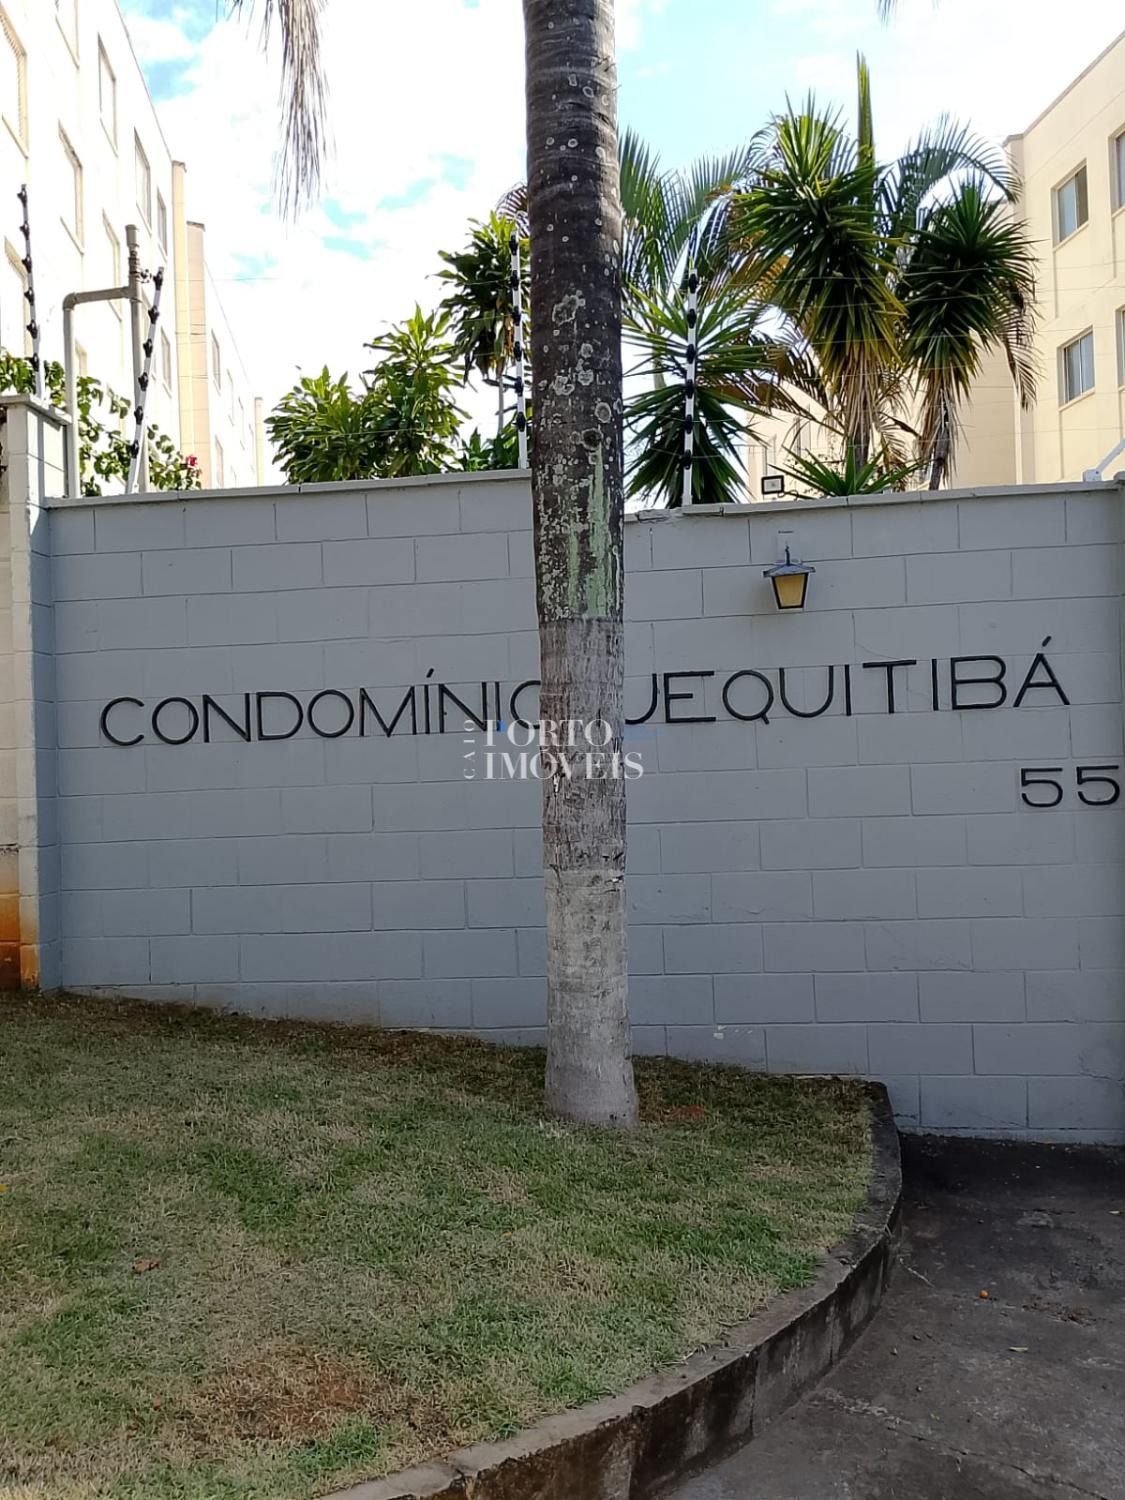 CONDOMÍNIO JEQUITIBÁ
55
CAIO
PORTO
IMÓVEIS